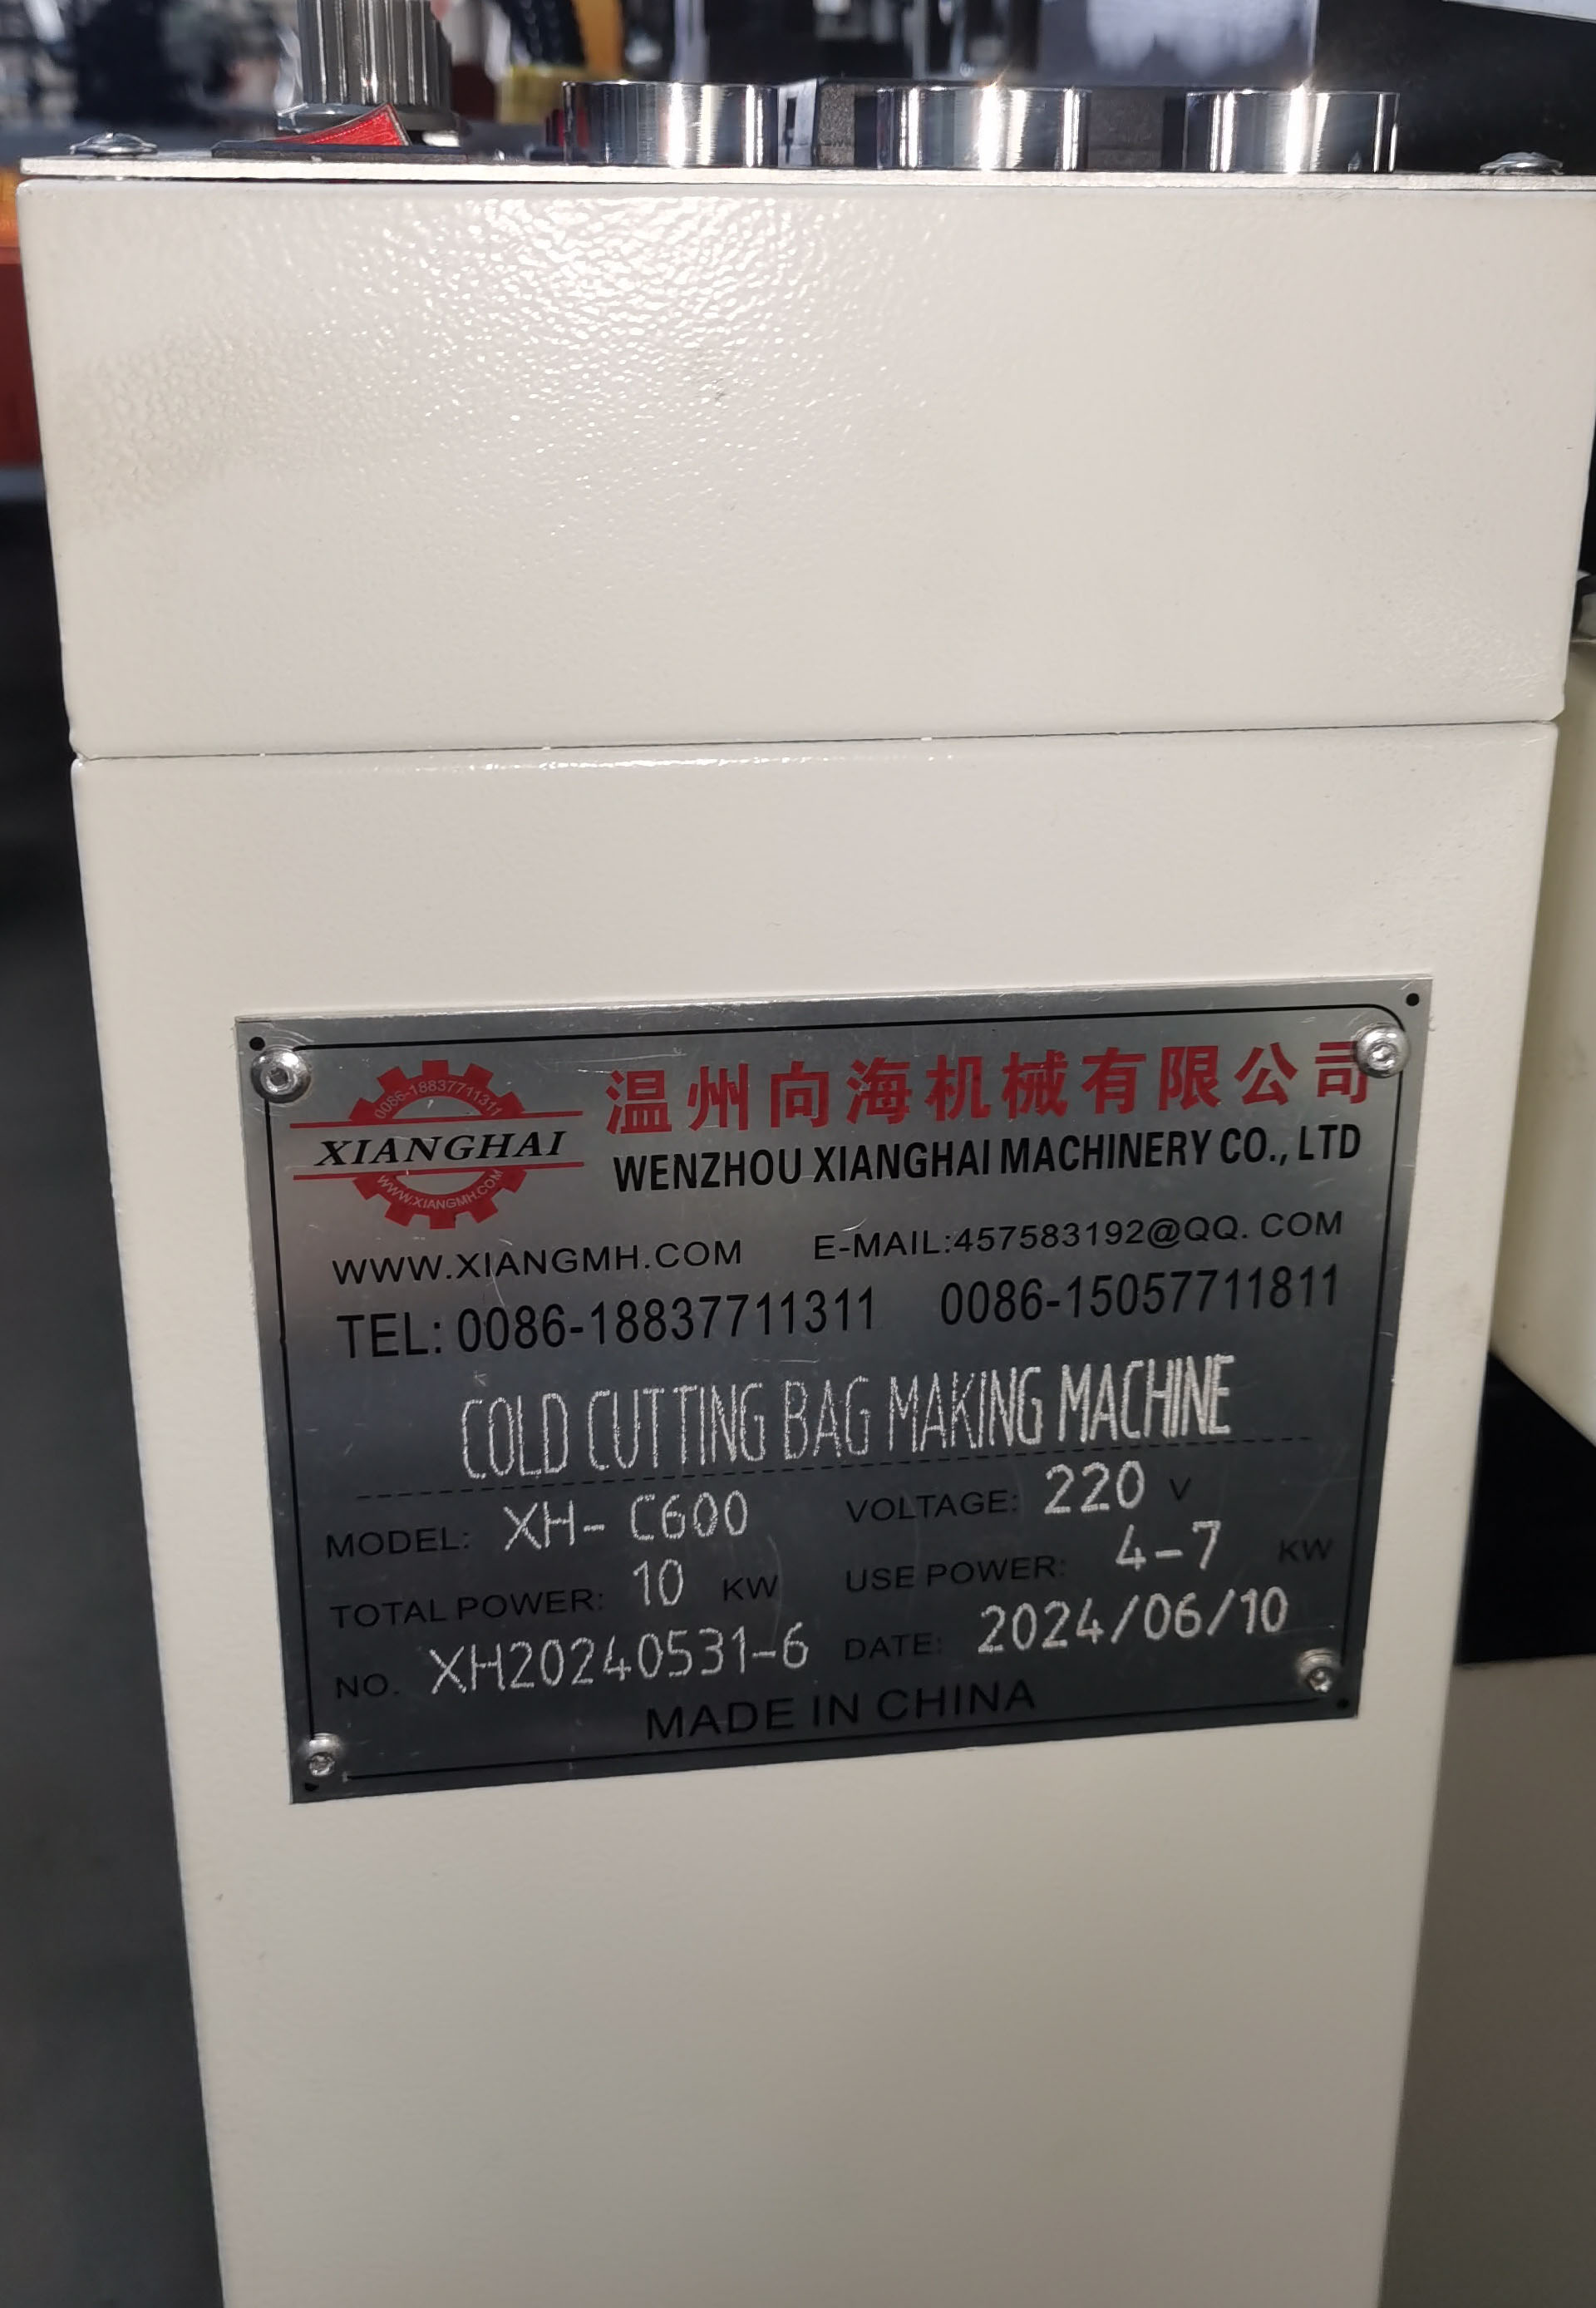 0086-18837711311
XIANGHAI
WWW.XIANGMH.COM
温州向海机械有限公司
WENZHOU XIANGHAI MACHINERY CO., LTD
WWW.XIANGMH.COM E-MAIL:457583192@QQ. COM
TEL: 0086-18837711311 0086-15057711811
COLD CUTTING BAG MAKING MACHINE
MODEL: XH- C600 VOLTAGE: 220 V
TOTAL POWER: 10 KW USE POWER: 4-7 KW
NO. XH20240531-6 DATE: 2024/06/10
MADE IN CHINA